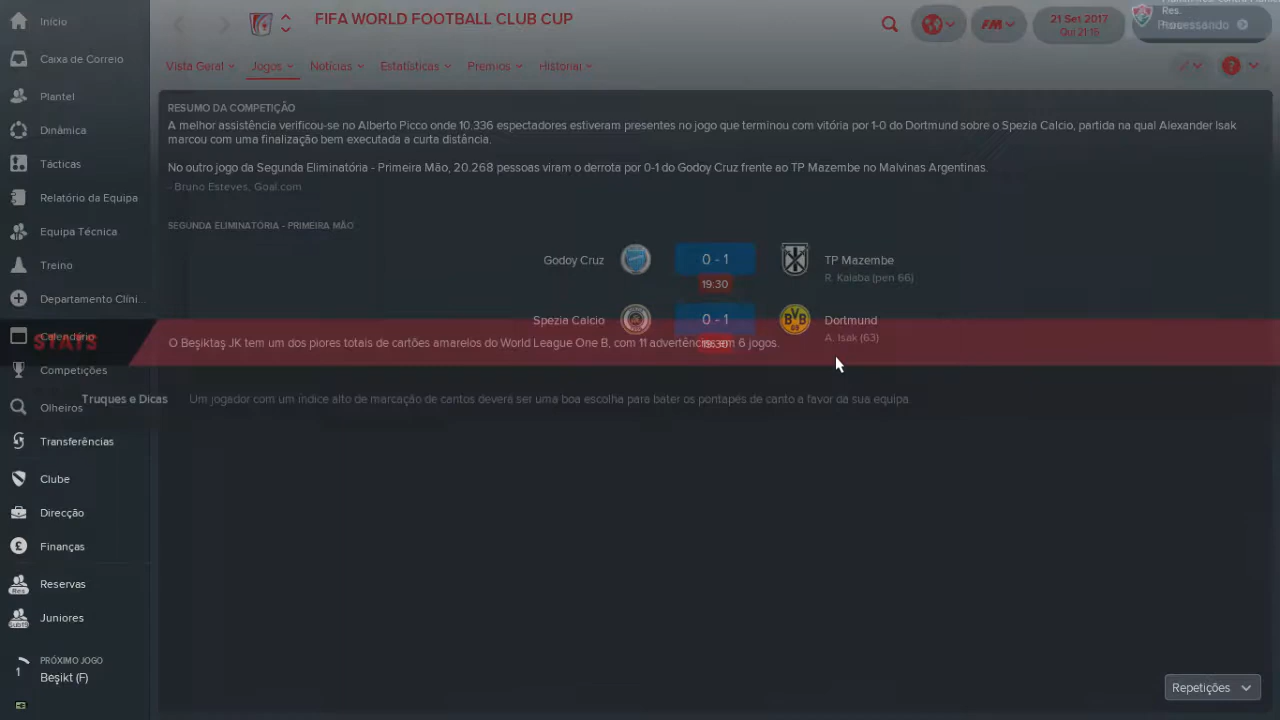 Início
Caixa de Correio
Plantel
Dinâmica
Tácticas
Relatório da Equipa
Equipa Técnica
Treino
Departamento Clíni...
Calendário
Competições
Olheiros
Transferências
Clube
Direcção
Finanças
Reservas
Juniores
PRÓXIMO JOGO
1
Beşikt (F)
FIFA WORLD FOOTBALL CLUB CUP
FM
21 Set 2017
Qui 21:15
Res.
Processando
Vista Geral
Jogos
Notícias
Estatísticas
Prémios
Historial
?
RESUMO DA COMPETIÇÃO
A melhor assistência verificou-se no Alberto Picco onde 10.336 espectadores estiveram presentes no jogo que terminou com vitória por 1-0 do Dortmund sobre o Spezia Calcio, partida na qual Alexander Isak
marcou com uma finalização bem executada a curta distância.
No outro jogo da Segunda Eliminatória - Primeira Mão, 20.268 pessoas viram o derrota por 0-1 do Godoy Cruz frente ao TP Mazembe no Malvinas Argentinas.
- Bruno Esteves, Goal.com
SEGUNDA ELIMINATÓRIA - PRIMEIRA MÃO
Godoy Cruz 0 - 1 TP Mazembe
19:30 R. Kalaba (pen 66)
Spezia Calcio 0 - 1 BVB 09 Dortmund
19:30 A. Isak (63)
STATS
O Beşiktaş JK tem um dos piores totais de cartões amarelos do World League One B, com 11 advertências em 6 jogos.
Truques e Dicas Um jogador com um índice alto de marcação de cantos deverá ser uma boa escolha para bater os pontapés de canto a favor da sua equipa.
Repetições